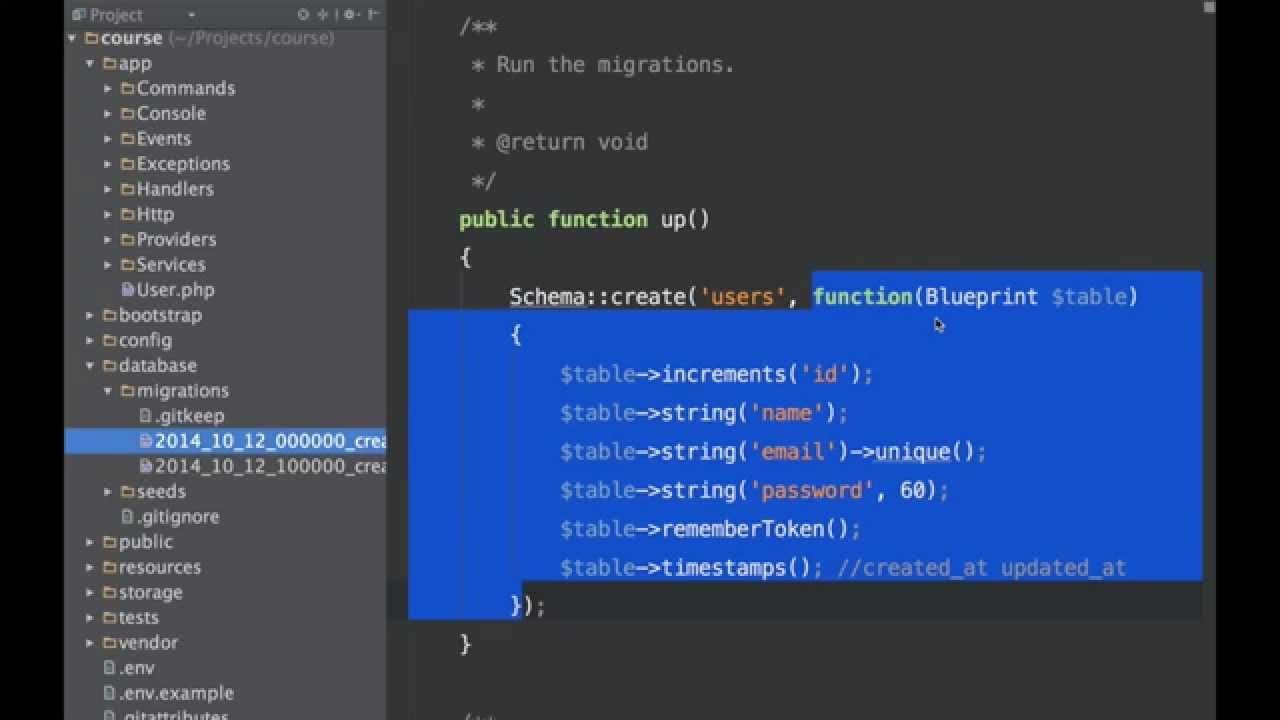 Project
course (~/Projects/course)
app
Commands
Console
Events
Exceptions
Handlers
Http
Providers
Services
User.php
bootstrap
config
database
migrations
.gitkeep
2014_10_12_000000_crea
2014_10_12_100000_crea
seeds
.gitignore
public
resources
storage
tests
vendor
.env
.env.example
.gitattributes
/**
* Run the migrations.
*
* @return void
*/
public function up()
{
Schema::create('users', function(Blueprint $table)
{
$table->increments('id');
$table->string('name');
$table->string('email')->unique();
$table->string('password', 60);
$table->rememberToken();
$table->timestamps(); //created_at updated_at
});
}
/**